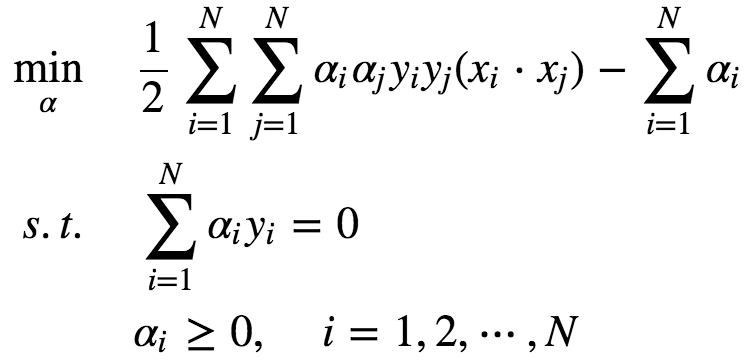 min_α  1/2 ∑_{i=1}^{N} ∑_{j=1}^{N} α_i α_j y_i y_j (x_i · x_j) − ∑_{i=1}^{N} α_i
s.t.  ∑_{i=1}^{N} α_i y_i = 0
α_i ≥ 0,  i = 1, 2, ⋯ , N